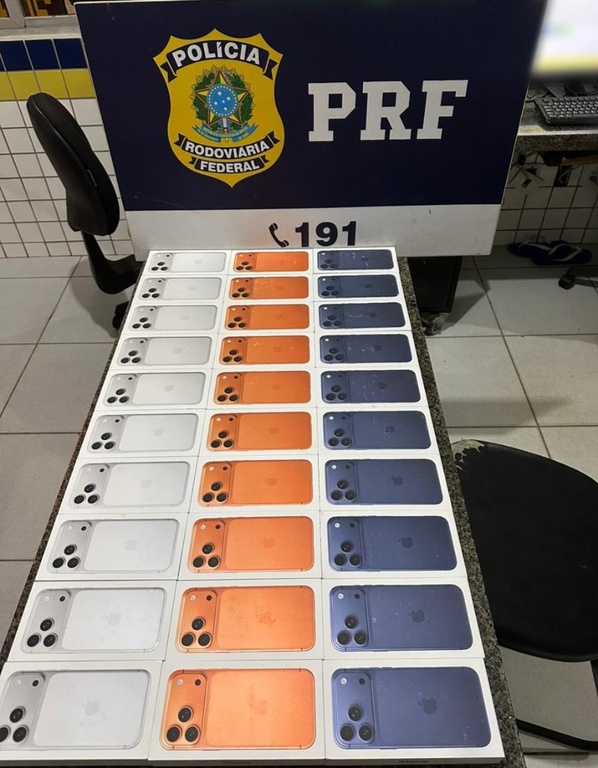 POLÍCIA
RODOVIÁRIA
FEDERAL
PRF
191